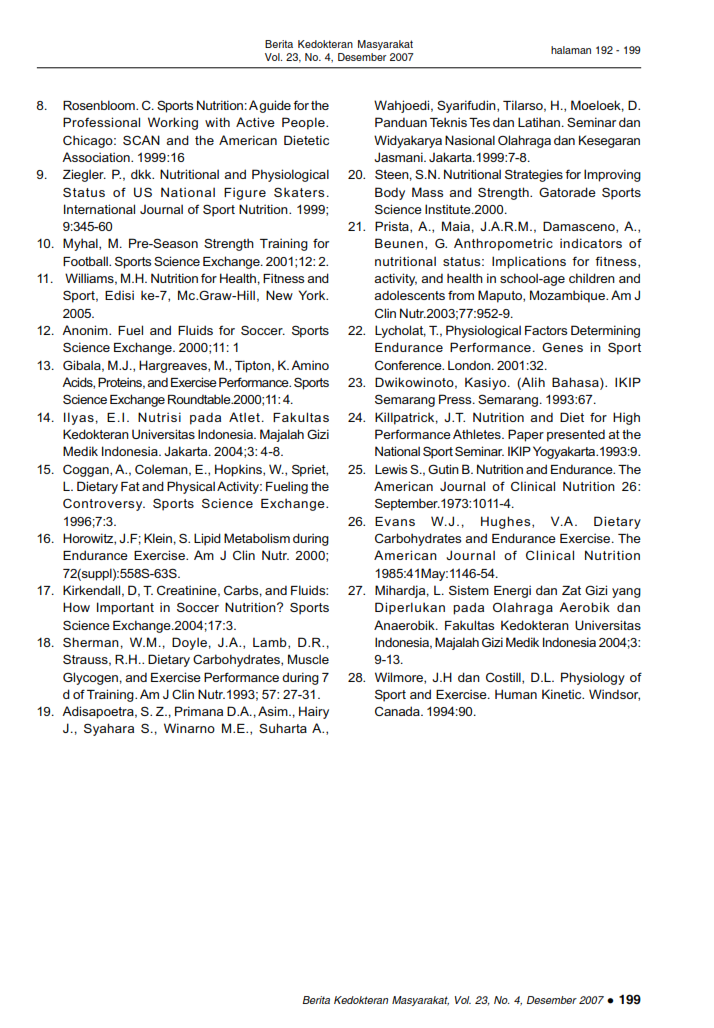 Berita Kedokteran Masyarakat
Vol. 23, No. 4, Desember 2007
halaman 192 - 199
8. Rosenbloom. C. Sports Nutrition: A guide for the
Professional Working with Active People.
Chicago: SCAN and the American Dietetic
Association. 1999:16
9. Ziegler. P., dkk. Nutritional and Physiological
Status of US National Figure Skaters.
International Journal of Sport Nutrition. 1999;
9:345-60
10. Myhal, M. Pre-Season Strength Training for
Football. Sports Science Exchange. 2001;12: 2.
11. Williams, M.H. Nutrition for Health, Fitness and
Sport, Edisi ke-7, Mc.Graw-Hill, New York.
2005.
12. Anonim. Fuel and Fluids for Soccer. Sports
Science Exchange. 2000;11: 1
13. Gibala, M.J., Hargreaves, M., Tipton, K. Amino
Acids, Proteins, and Exercise Performance. Sports
Science Exchange Roundtable.2000;11: 4.
14. Ilyas, E.I. Nutrisi pada Atlet. Fakultas
Kedokteran Universitas Indonesia. Majalah Gizi
Medik Indonesia. Jakarta. 2004;3: 4-8.
15. Coggan, A., Coleman, E., Hopkins, W., Spriet,
L. Dietary Fat and Physical Activity: Fueling the
Controversy. Sports Science Exchange.
1996;7:3.
16. Horowitz, J.F; Klein, S. Lipid Metabolism during
Endurance Exercise. Am J Clin Nutr. 2000;
72(suppl):558S-63S.
17. Kirkendall, D, T. Creatinine, Carbs, and Fluids:
How Important in Soccer Nutrition? Sports
Science Exchange.2004;17:3.
18. Sherman, W.M., Doyle, J.A., Lamb, D.R.,
Strauss, R.H.. Dietary Carbohydrates, Muscle
Glycogen, and Exercise Performance during 7
d of Training. Am J Clin Nutr.1993; 57: 27-31.
19. Adisapoetra, S. Z., Primana D.A., Asim., Hairy
J., Syahara S., Winarno M.E., Suharta A.,
Wahjoedi, Syarifudin, Tilarso, H., Moeloek, D.
Panduan Teknis Tes dan Latihan. Seminar dan
Widyakarya Nasional Olahraga dan Kesegaran
Jasmani. Jakarta.1999:7-8.
20. Steen, S.N. Nutritional Strategies for Improving
Body Mass and Strength. Gatorade Sports
Science Institute.2000.
21. Prista, A., Maia, J.A.R.M., Damasceno, A.,
Beunen, G. Anthropometric indicators of
nutritional status: Implications for fitness,
activity, and health in school-age children and
adolescents from Maputo, Mozambique. Am J
Clin Nutr.2003;77:952-9.
22. Lycholat, T., Physiological Factors Determining
Endurance Performance. Genes in Sport
Conference. London. 2001:32.
23. Dwikowinoto, Kasiyo. (Alih Bahasa). IKIP
Semarang Press. Semarang. 1993:67.
24. Killpatrick, J.T. Nutrition and Diet for High
Performance Athletes. Paper presented at the
National Sport Seminar. IKIP Yogyakarta.1993:9.
25. Lewis S., Gutin B. Nutrition and Endurance. The
American Journal of Clinical Nutrition 26:
September.1973:1011-4.
26. Evans W.J., Hughes, V.A. Dietary
Carbohydrates and Endurance Exercise. The
American Journal of Clinical Nutrition
1985:41May:1146-54.
27. Mihardja, L. Sistem Energi dan Zat Gizi yang
Diperlukan pada Olahraga Aerobik dan
Anaerobik. Fakultas Kedokteran Universitas
Indonesia, Majalah Gizi Medik Indonesia 2004;3:
9-13.
28. Wilmore, J.H dan Costill, D.L. Physiology of
Sport and Exercise. Human Kinetic. Windsor,
Canada. 1994:90.
Berita Kedokteran Masyarakat, Vol. 23, No. 4, Desember 2007 ● 199